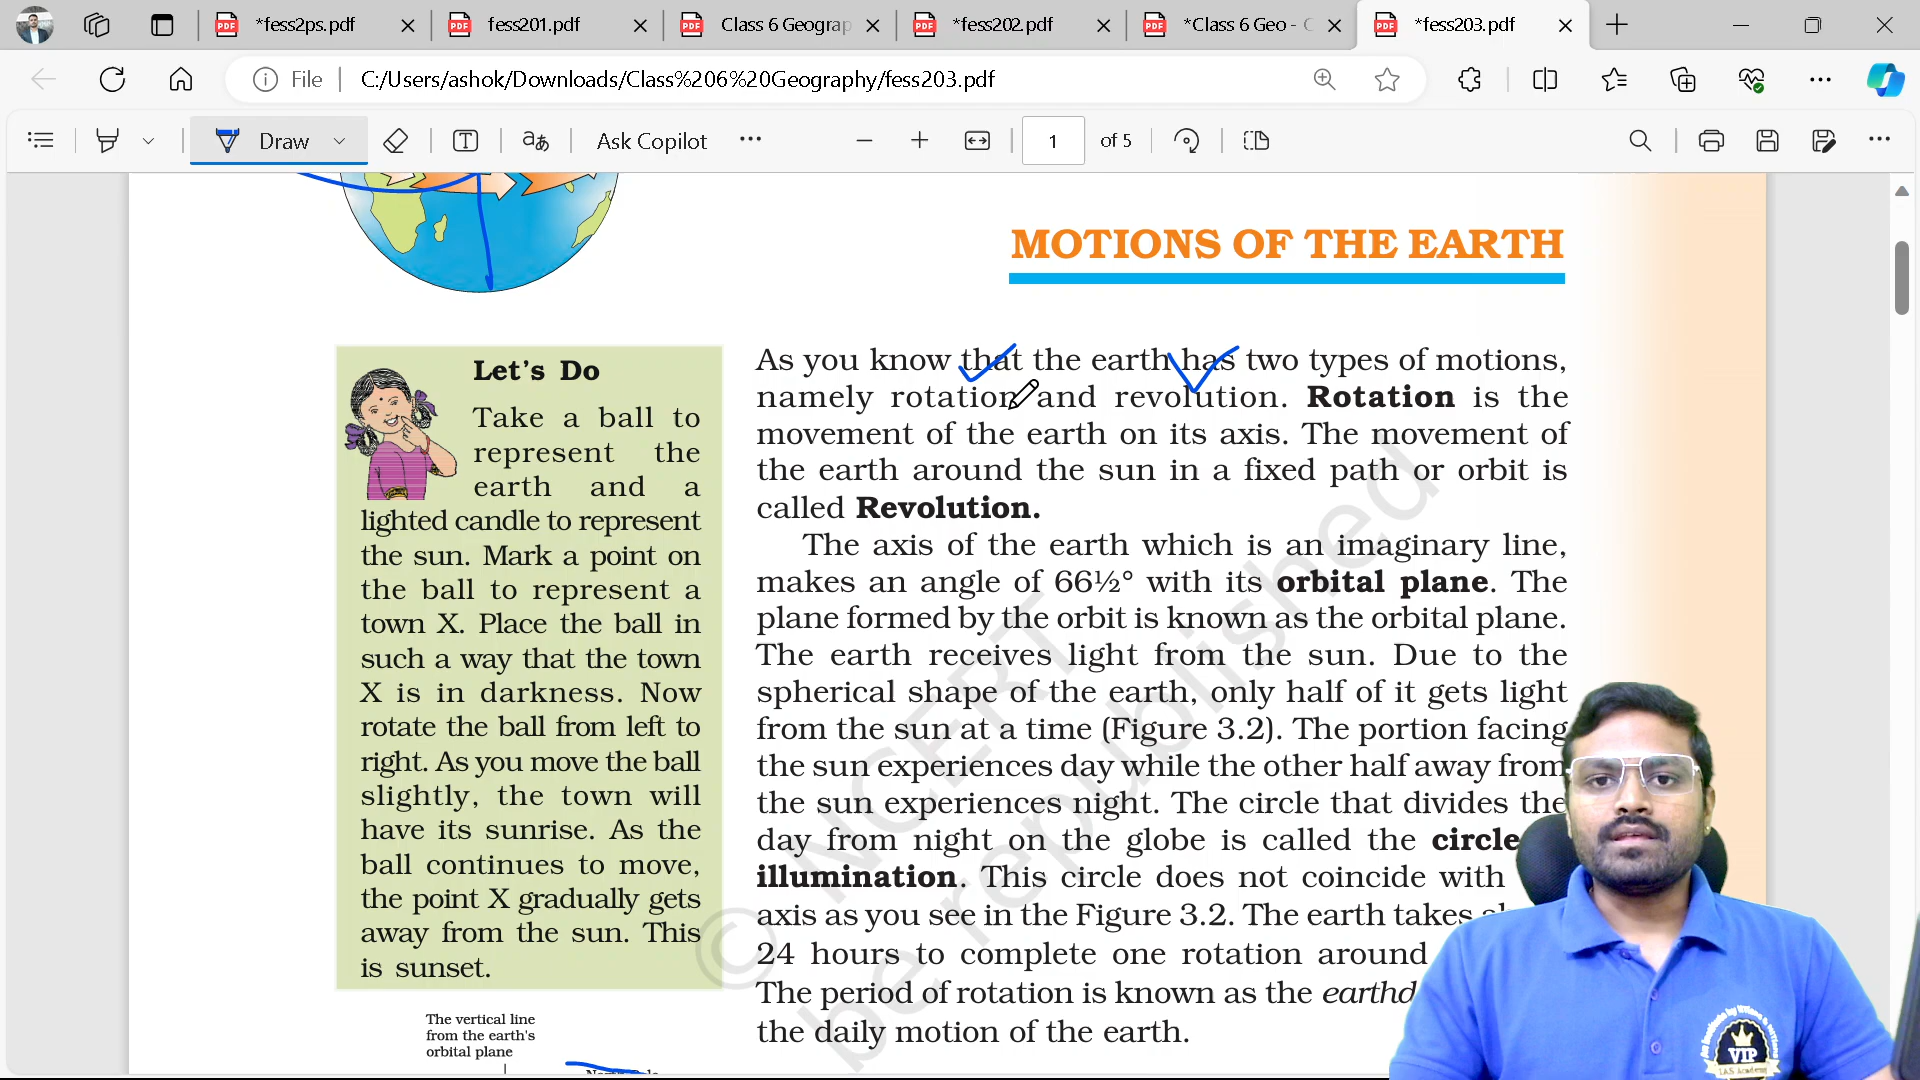 *fess2ps.pdf
fess201.pdf
Class 6 Geograp
*fess202.pdf
*Class 6 Geo - C
*fess203.pdf
File
C:/Users/ashok/Downloads/Class%206%20Geography/fess203.pdf
Draw
aあ
Ask Copilot
1
of 5
MOTIONS OF THE EARTH
Let's Do
Take a ball to
represent the
earth and a
lighted candle to represent
the sun. Mark a point on
the ball to represent a
town X. Place the ball in
such a way that the town
X is in darkness. Now
rotate the ball from left to
right. As you move the ball
slightly, the town will
have its sunrise. As the
ball continues to move,
the point X gradually gets
away from the sun. This
is sunset.
The vertical line
from the earth's
orbital plane
As you know that the earth has two types of motions,
namely rotation and revolution. Rotation is the
movement of the earth on its axis. The movement of
the earth around the sun in a fixed path or orbit is
called Revolution.
The axis of the earth which is an imaginary line,
makes an angle of 66½° with its orbital plane. The
plane formed by the orbit is known as the orbital plane.
The earth receives light from the sun. Due to the
spherical shape of the earth, only half of it gets light
from the sun at a time (Figure 3.2). The portion facing
the sun experiences day while the other half away from
the sun experiences night. The circle that divides the
day from night on the globe is called the circle
illumination. This circle does not coincide with
axis as you see in the Figure 3.2. The earth takes
24 hours to complete one rotation around
The period of rotation is known as the earthd
the daily motion of the earth.
© NCERT
be republished
VIP
IAS Academy